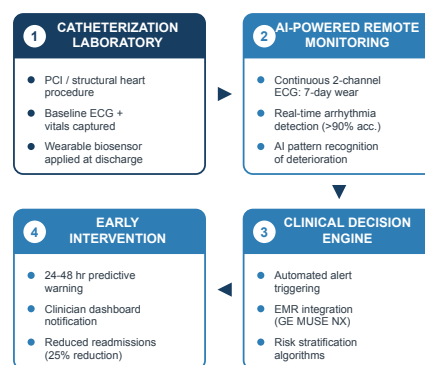 1
CATHETERIZATION
LABORATORY
PCI / structural heart
procedure
Baseline ECG +
vitals captured
Wearable biosensor
applied at discharge
2
AI-POWERED REMOTE
MONITORING
Continuous 2-channel
ECG: 7-day wear
Real-time arrhythmia
detection (>90% acc.)
AI pattern recognition
of deterioration
3
CLINICAL DECISION
ENGINE
Automated alert
triggering
EMR integration
(GE MUSE NX)
Risk stratification
algorithms
4
EARLY
INTERVENTION
24-48 hr predictive
warning
Clinician dashboard
notification
Reduced readmissions
(25% reduction)